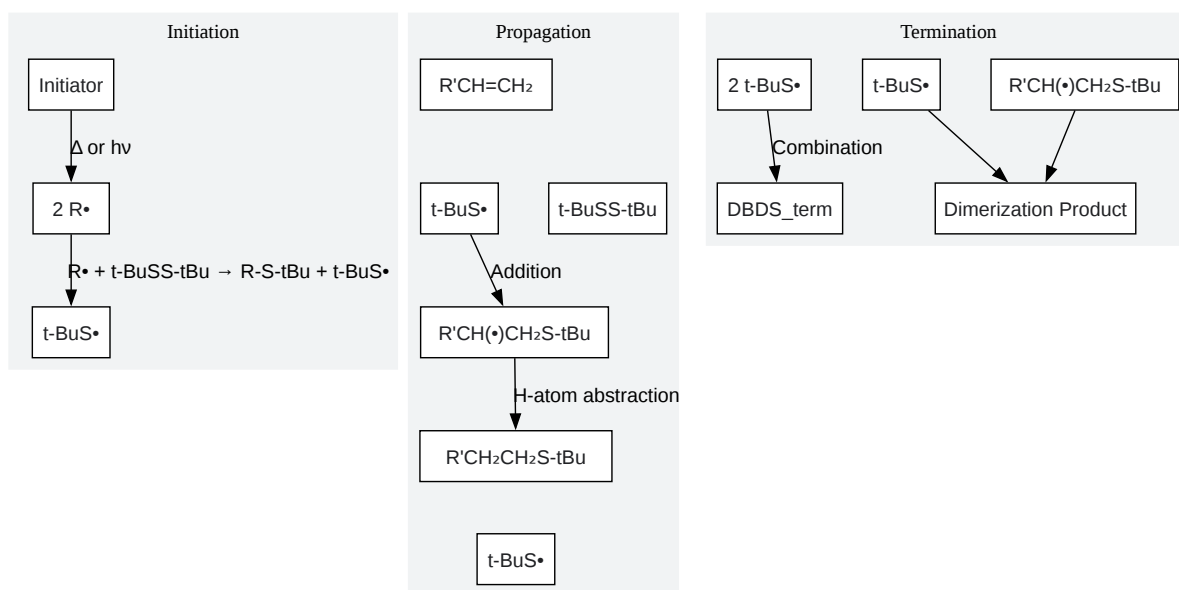 Initiation
Initiator
Δ or hν
2 R•
R• + t-BuSS-tBu → R-S-tBu + t-BuS•
t-BuS•
Propagation
R'CH=CH₂
t-BuS•
t-BuSS-tBu
Addition
R'CH(•)CH₂S-tBu
H-atom abstraction
R'CH₂CH₂S-tBu
t-BuS•
Termination
2 t-BuS•
t-BuS•
R'CH(•)CH₂S-tBu
Combination
DBDS_term
Dimerization Product